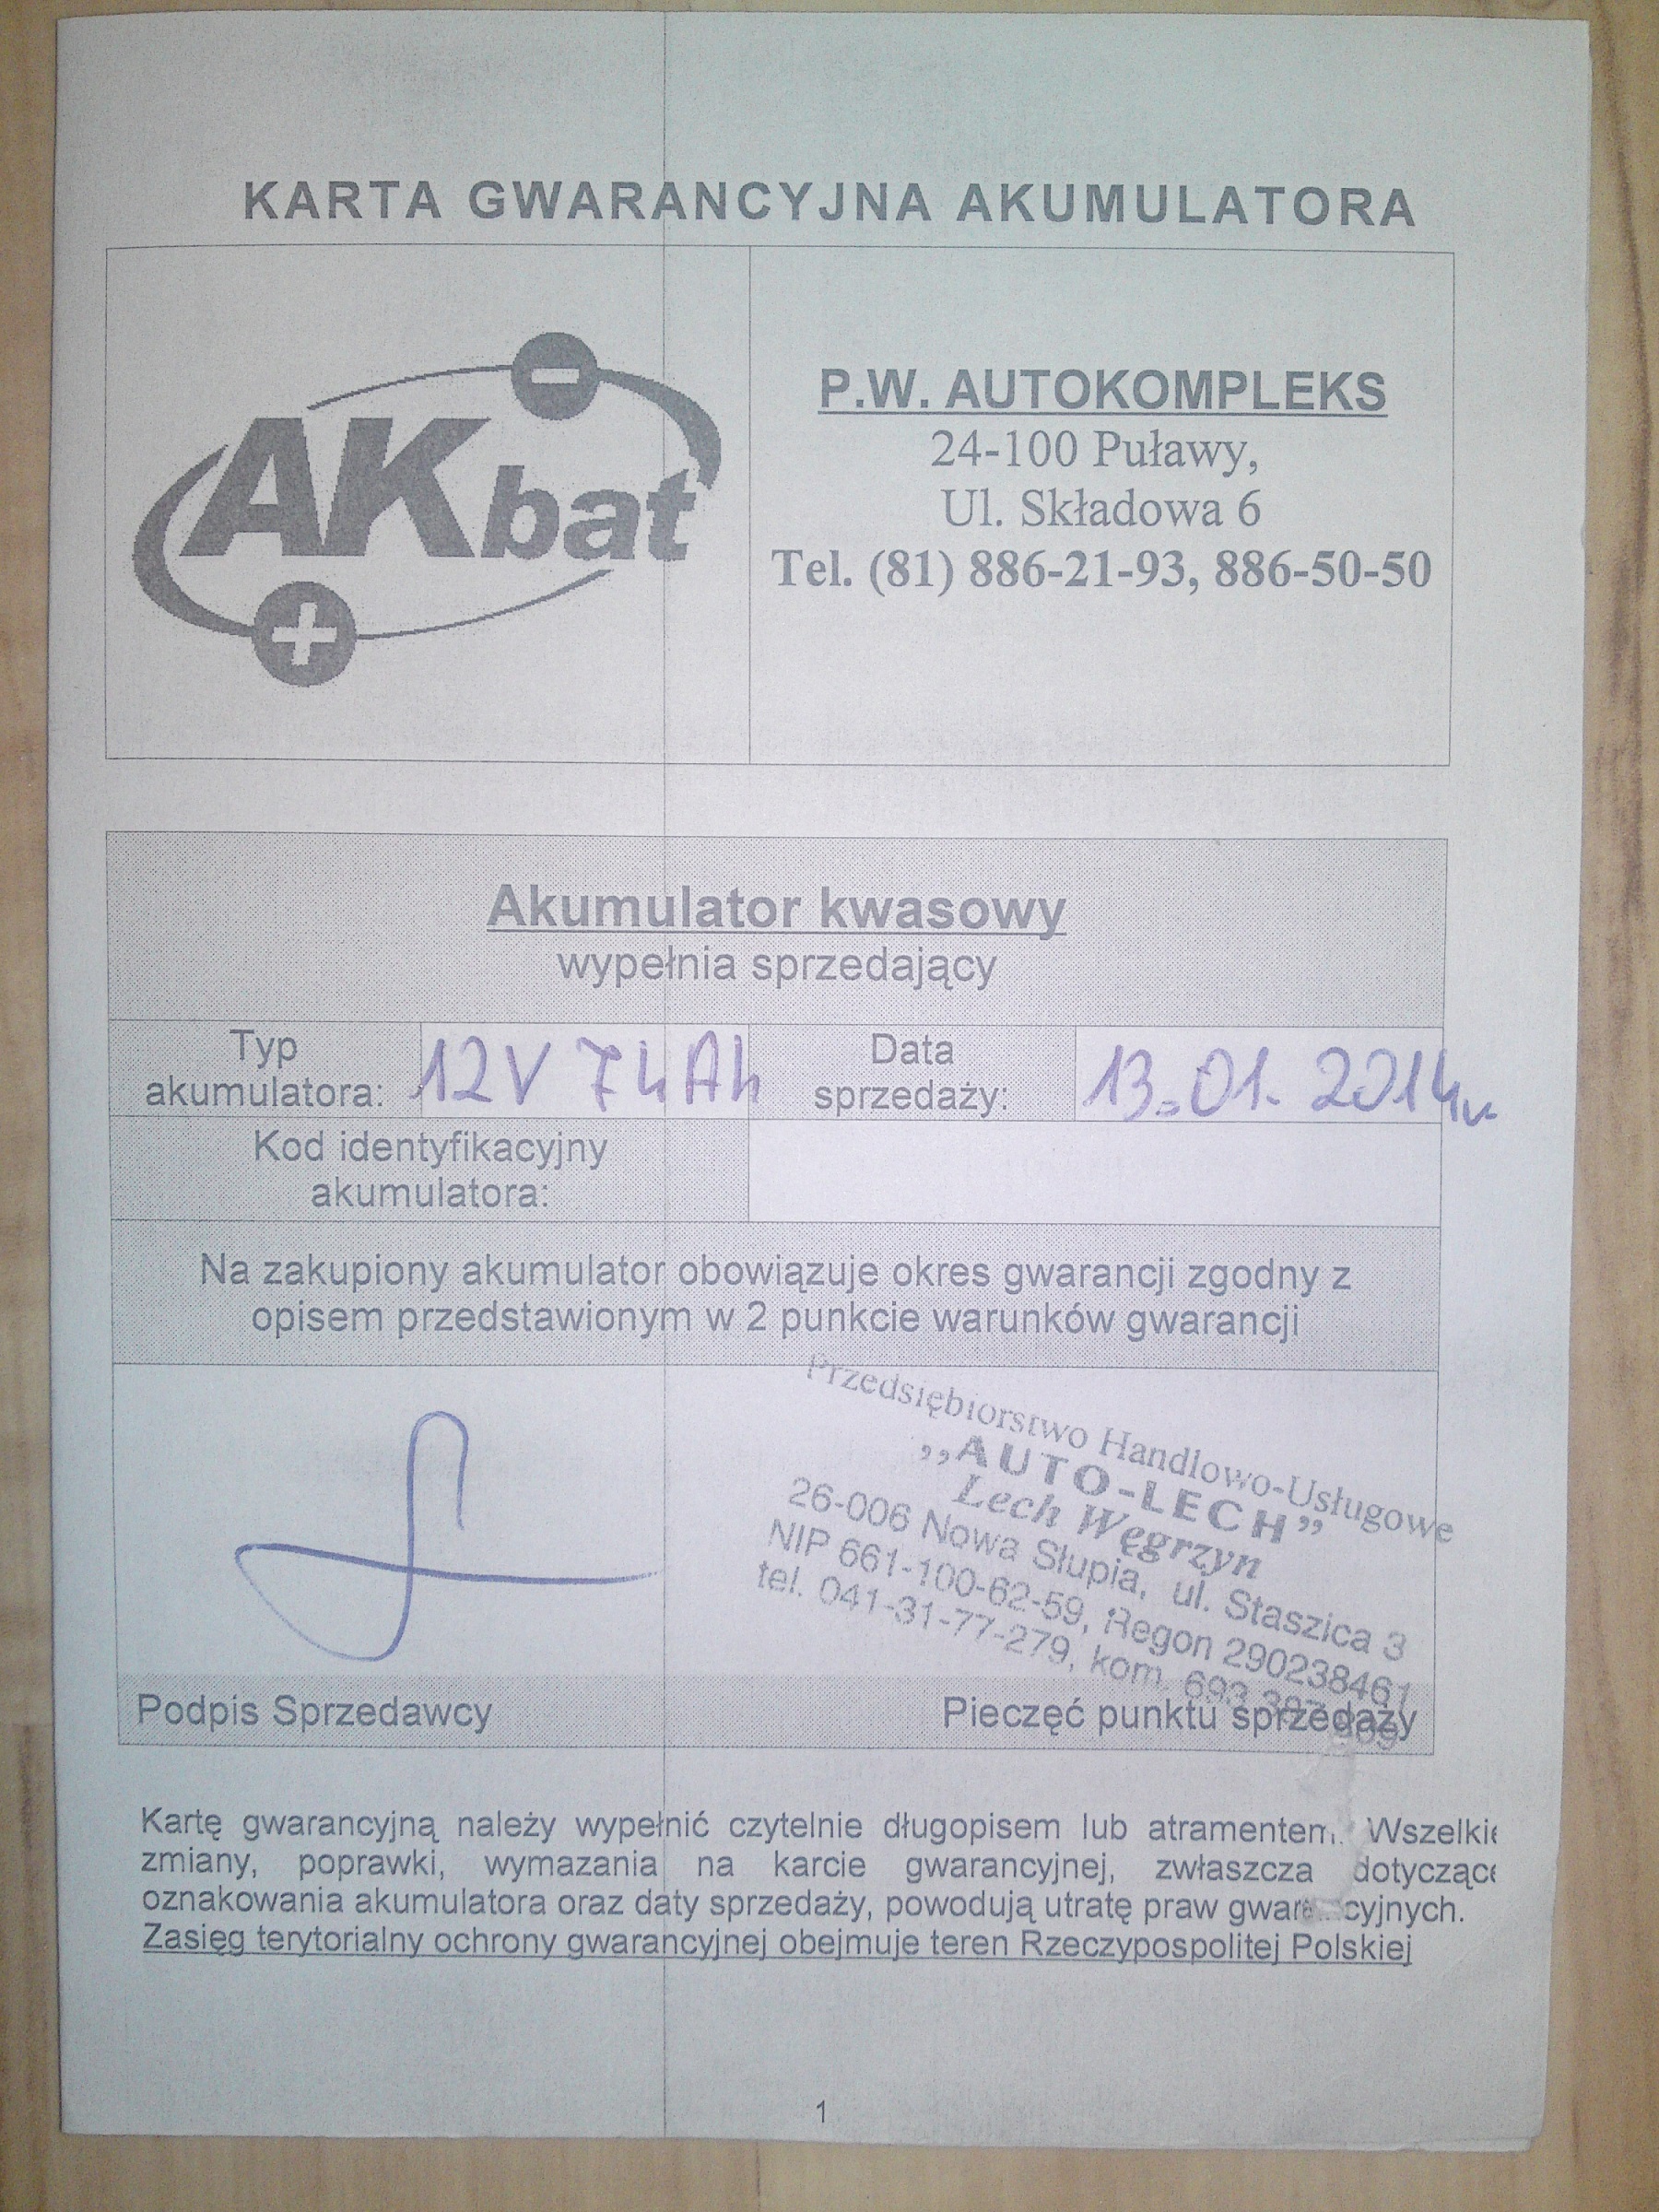 KARTA GWARANCYJNA AKUMULATORA
AKbat
P.W. AUTOKOMPLEKS
24-100 Puławy,
Ul. Składowa 6
Tel. (81) 886-21-93, 886-50-50
Akumulator kwasowy
wypełnia sprzedający
Typ akumulatora: 12V 74Ah
Data sprzedaży: 13.01.2014r.
Kod identyfikacyjny
akumulatora:
Na zakupiony akumulator obowiązuje okres gwarancji zgodny z
opisem przedstawionym w 2 punkcie warunków gwarancji
Przedsiębiorstwo Handlowo-Usługowe
„AUTO-LECH”
Lech Węgrzyn
26-006 Nowa Słupia, ul. Staszica 3
NIP 661-100-62-59, Regon 290238461
tel. 041-31-77-279, kom. 693
Podpis Sprzedawcy
Pieczęć punktu sprzedaży
Kartę gwarancyjną należy wypełnić czytelnie długopisem lub atramentem. Wszelkie
zmiany, poprawki, wymazania na karcie gwarancyjnej, zwłaszcza dotyczące
oznakowania akumulatora oraz daty sprzedaży, powodują utratę praw gwarancyjnych.
Zasięg terytorialny ochrony gwarancyjnej obejmuje teren Rzeczypospolitej Polskiej
1